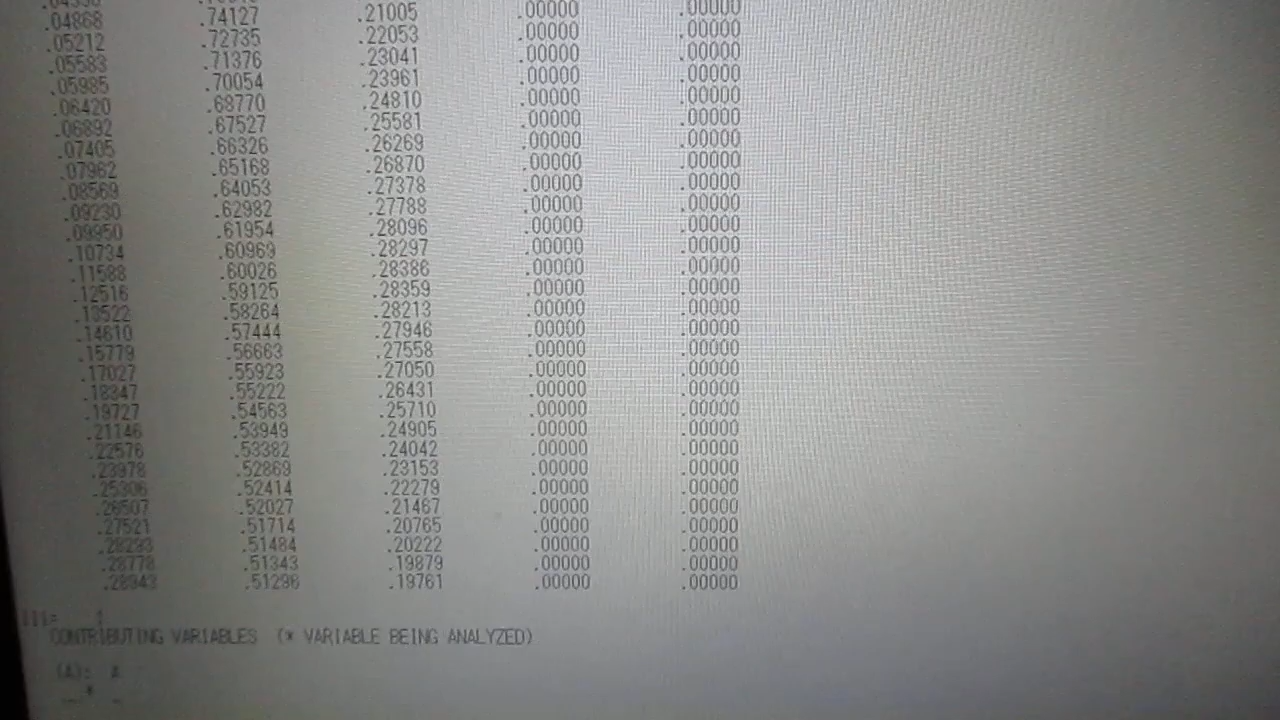 .04868 .74127 .21005 .00000 .00000
.05212 .72735 .22053 .00000 .00000
.05583 .71376 .23041 .00000 .00000
.05985 .70054 .23961 .00000 .00000
.06420 .68770 .24810 .00000 .00000
.06892 .67527 .25581 .00000 .00000
.07405 .66326 .26269 .00000 .00000
.07962 .65168 .26870 .00000 .00000
.08569 .64053 .27378 .00000 .00000
.09230 .62982 .27788 .00000 .00000
.09950 .61954 .28096 .00000 .00000
.10734 .60969 .28297 .00000 .00000
.11588 .60026 .28386 .00000 .00000
.12516 .59125 .28359 .00000 .00000
.13522 .58264 .28213 .00000 .00000
.14610 .57444 .27946 .00000 .00000
.15779 .56663 .27558 .00000 .00000
.17027 .55923 .27050 .00000 .00000
.18347 .55222 .26431 .00000 .00000
.19727 .54563 .25710 .00000 .00000
.21146 .53949 .24905 .00000 .00000
.22576 .53382 .24042 .00000 .00000
.23978 .52869 .23153 .00000 .00000
.25306 .52414 .22279 .00000 .00000
.26507 .52027 .21467 .00000 .00000
.27521 .51714 .20765 .00000 .00000
.28293 .51484 .20222 .00000 .00000
.28778 .51343 .19879 .00000 .00000
.28943 .51296 .19761 .00000 .00000
1
CONTRIBUTING VARIABLES (* VARIABLE BEING ANALYZED)
(A):
*